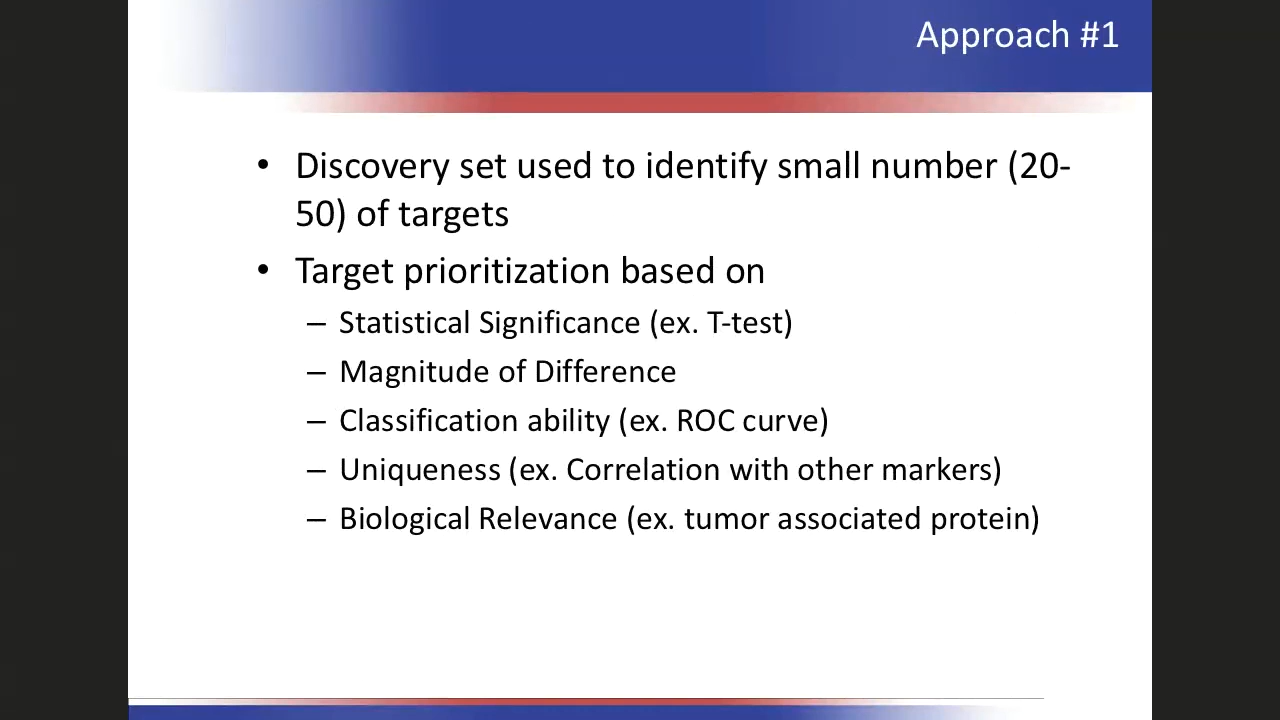 Approach #1
• Discovery set used to identify small number (20-
50) of targets
• Target prioritization based on
– Statistical Significance (ex. T-test)
– Magnitude of Difference
– Classification ability (ex. ROC curve)
– Uniqueness (ex. Correlation with other markers)
– Biological Relevance (ex. tumor associated protein)